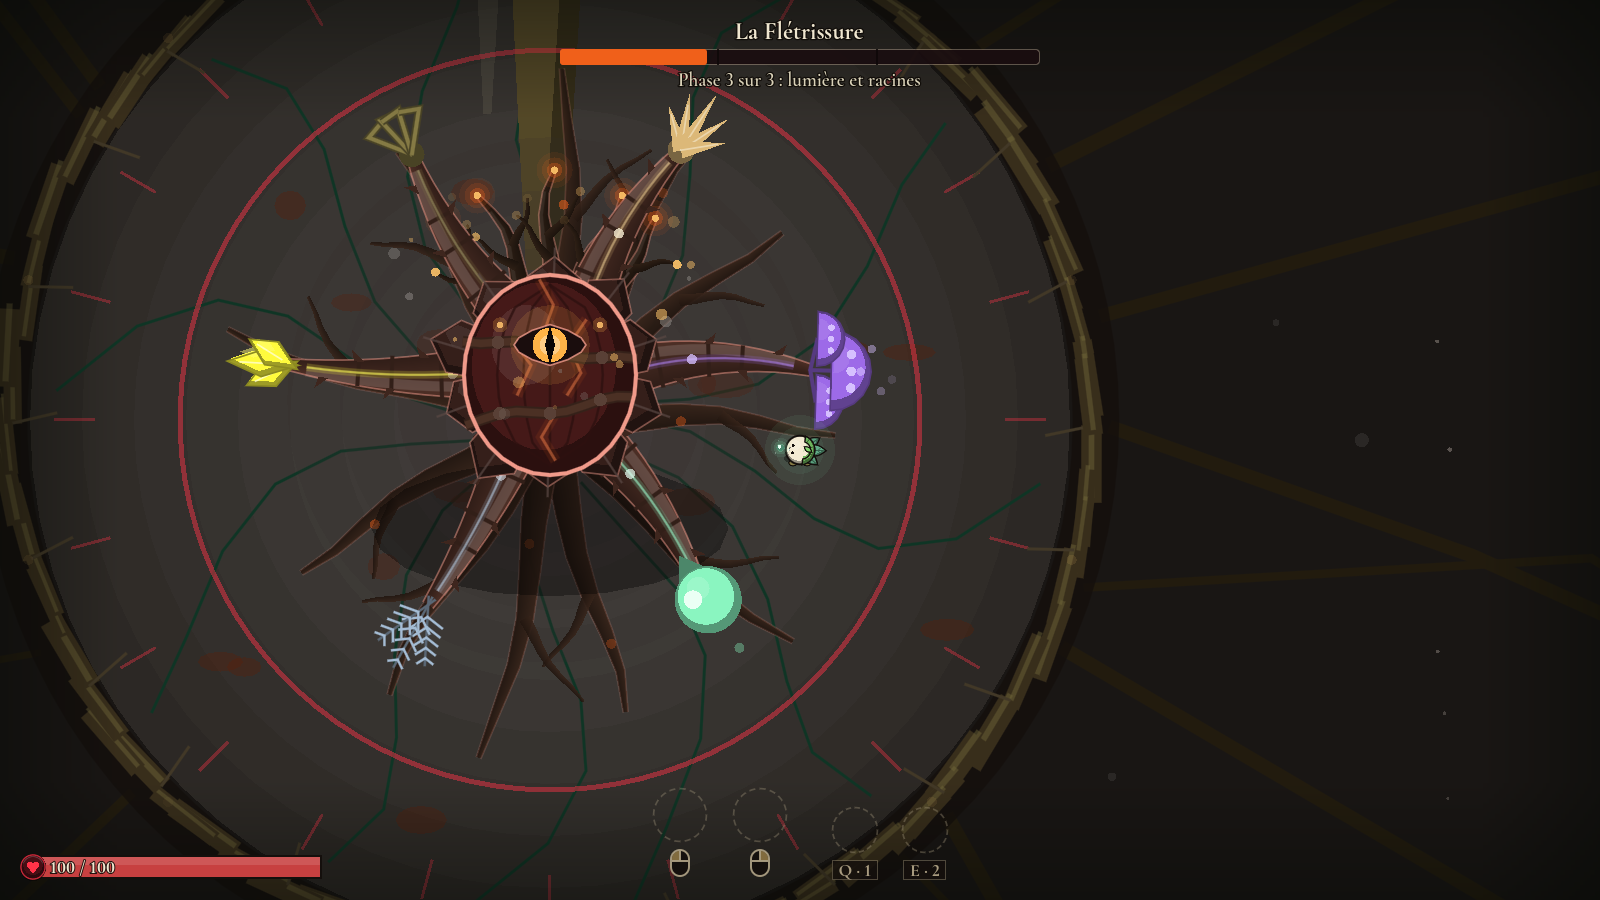 La Flétrissure
Phase 3 sur 3 : lumière et racines
100 / 100
Q · 1
E · 2